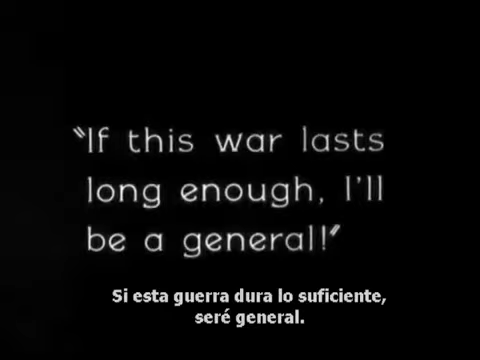 "If this war lasts
long enough, I'll
be a general!"
Si esta guerra dura lo suficiente,
seré general.